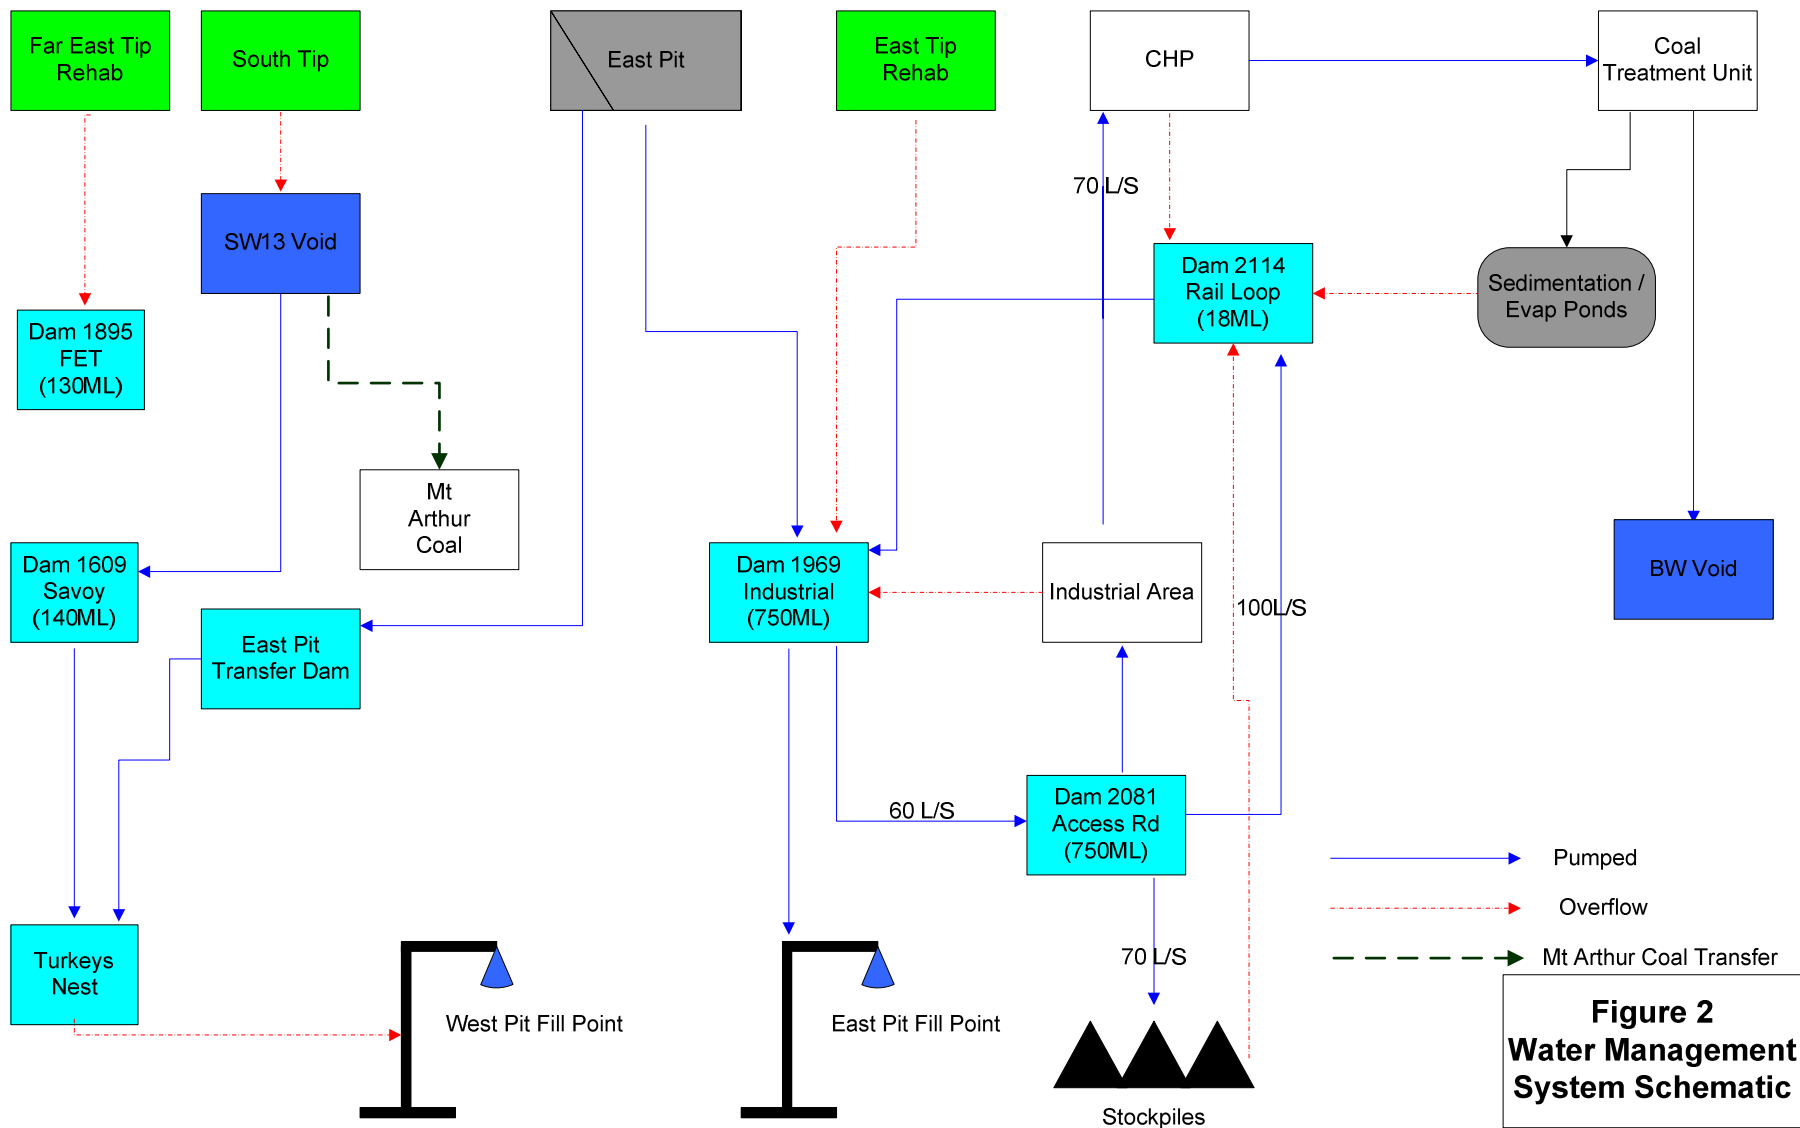 Far East Tip
Rehab
South Tip
East Pit
East Tip
Rehab
CHP
Coal
Treatment Unit
70 L/S
SW13 Void
Dam 2114
Rail Loop
(18ML)
Sedimentation /
Evap Ponds
Dam 1895
FET
(130ML)
Mt
Arthur
Coal
Dam 1609
Savoy
(140ML)
Dam 1969
Industrial
(750ML)
Industrial Area
BW Void
100L/S
East Pit
Transfer Dam
60 L/S
Dam 2081
Access Rd
(750ML)
Pumped
Overflow
Mt Arthur Coal Transfer
70 L/S
Turkeys
Nest
West Pit Fill Point
East Pit Fill Point
Stockpiles
Figure 2
Water Management
System Schematic